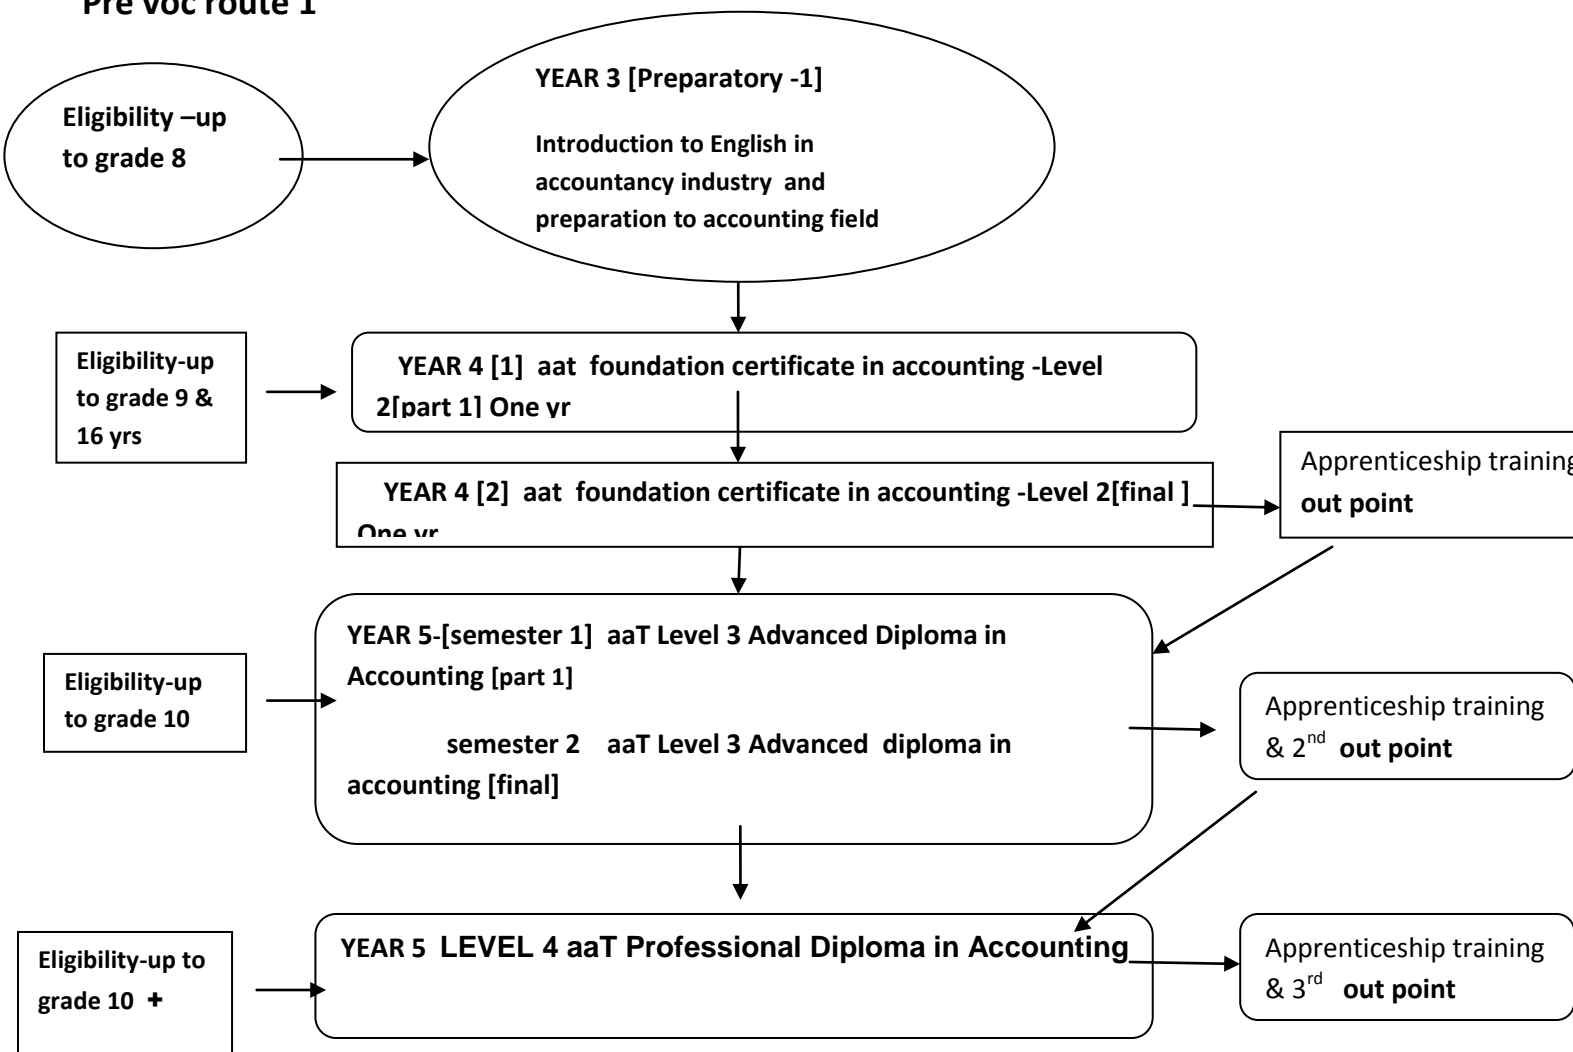 Pre voc route 1
YEAR 3 [Preparatory -1]
Eligibility –up
to grade 8
Introduction to English in
accountancy industry  and
preparation to accounting field
Eligibility-up
to grade 9 &
16 yrs
YEAR 4 [1]  aat  foundation certificate in accounting -Level
2[part 1] One yr
YEAR 4 [2]  aat  foundation certificate in accounting -Level 2[final ]
One yr
Apprenticeship training
out point
YEAR 5-[semester 1]  aaT Level 3 Advanced Diploma in
Accounting [part 1]
semester 2    aaT Level 3 Advanced  diploma in
accounting [final]
Eligibility-up
to grade 10
Apprenticeship training
& 2nd  out point
YEAR 5  LEVEL 4 aaT Professional Diploma in Accounting
Eligibility-up to
grade 10  +
Apprenticeship training
& 3rd  out point